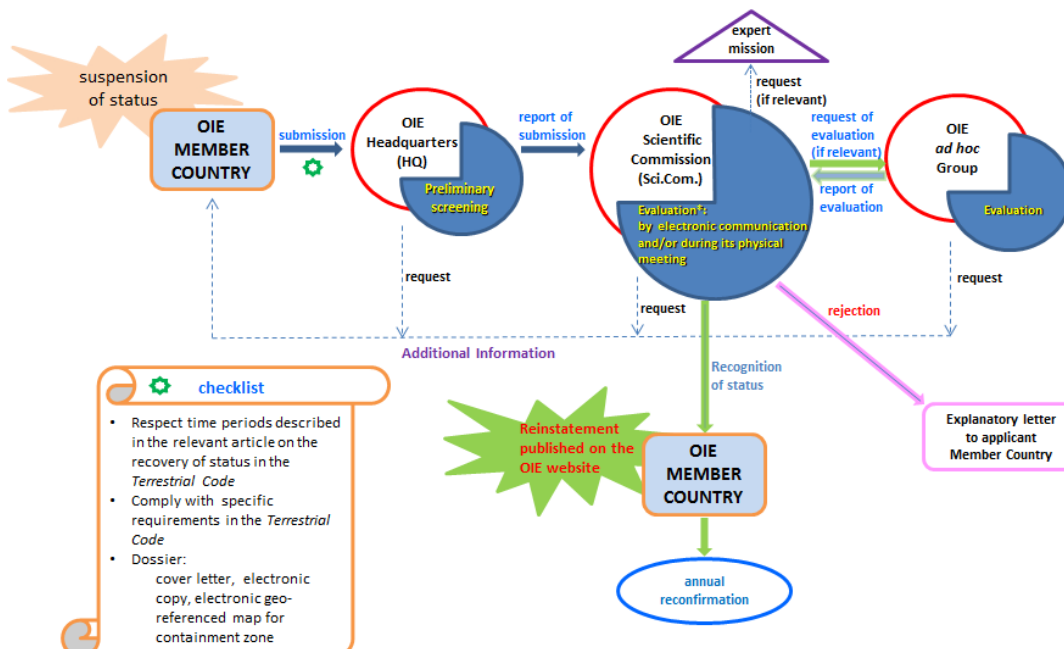 expert
mission
suspension
of status
request
(if relevant)
OIE
MEMBER
COUNTRY
submission
OIE
Headquarters
(HQ)
Preliminary
screening
report of
submission
OIE
Scientific
Commission
(Sci.Com.)
Evaluation*:
by electronic communication
and/or during its physical
meeting
request of
evaluation
(if relevant)
report of
evaluation
OIE
ad hoc
Group
Evaluation
request
request
request
Additional Information
rejection
Recognition
of status
checklist
• Respect time periods described
in the relevant article on the
recovery of status in the
Terrestrial Code
• Comply with specific
requirements in the Terrestrial
Code
• Dossier:
cover letter, electronic
copy, electronic geo-
referenced map for
containment zone
Reinstatement
published on the
OIE website
OIE
MEMBER
COUNTRY
Explanatory letter
to applicant
Member Country
annual
reconfirmation